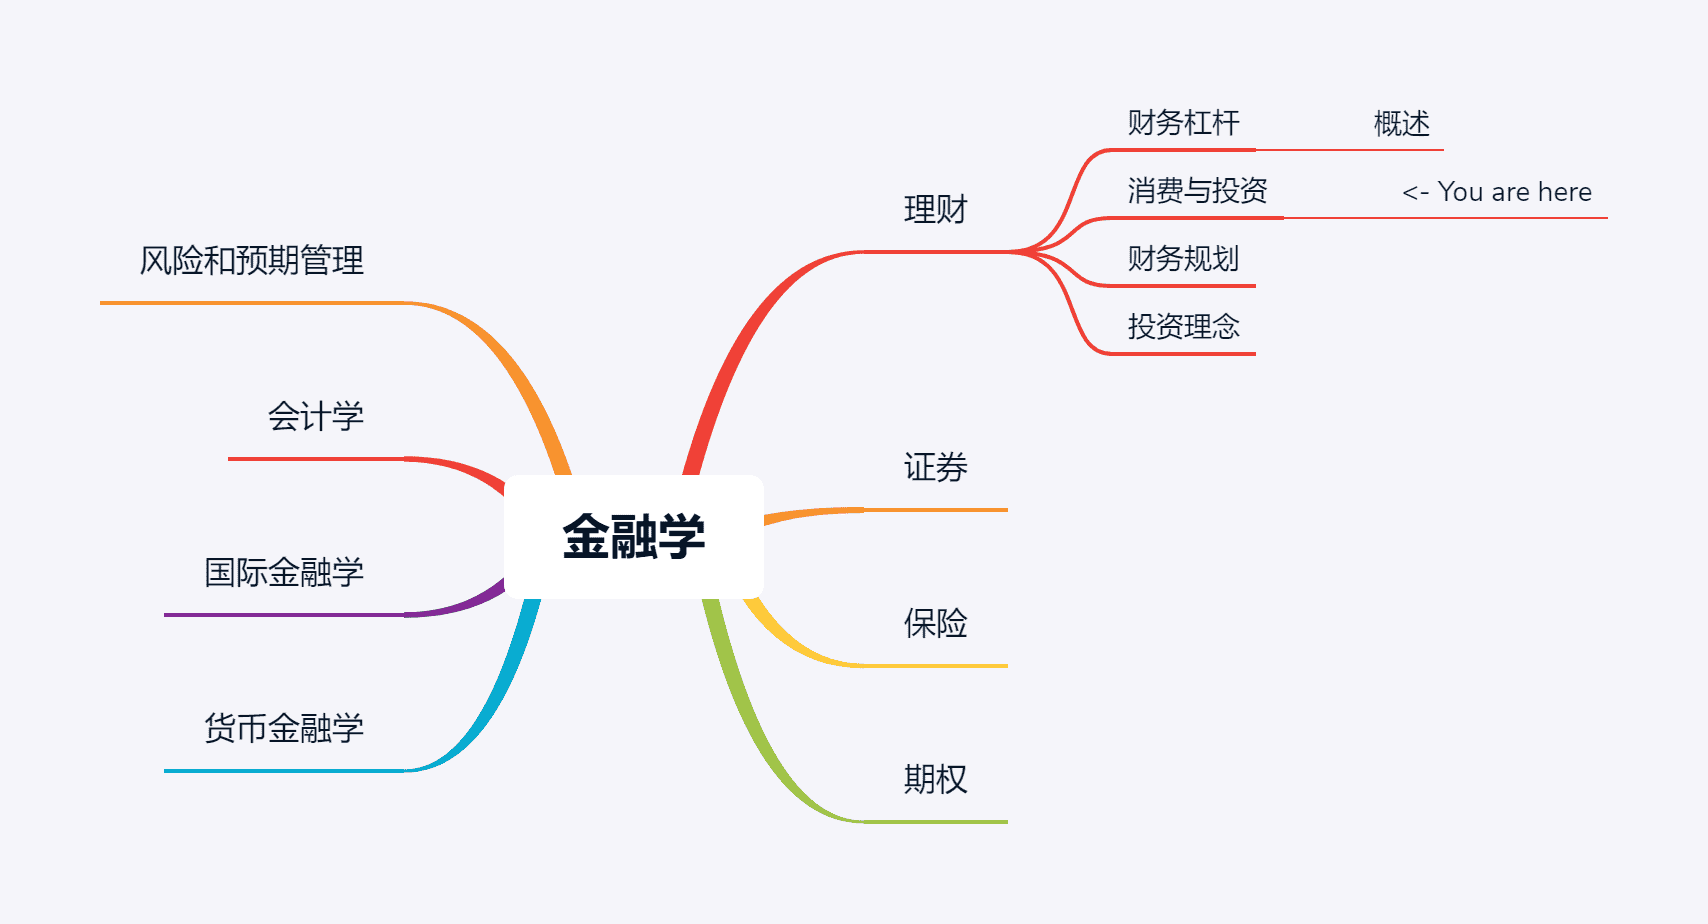 财务杠杆
概述
消费与投资
<- You are here
理财
财务规划
投资理念
风险和预期管理
会计学
证券
金融学
国际金融学
保险
货币金融学
期权